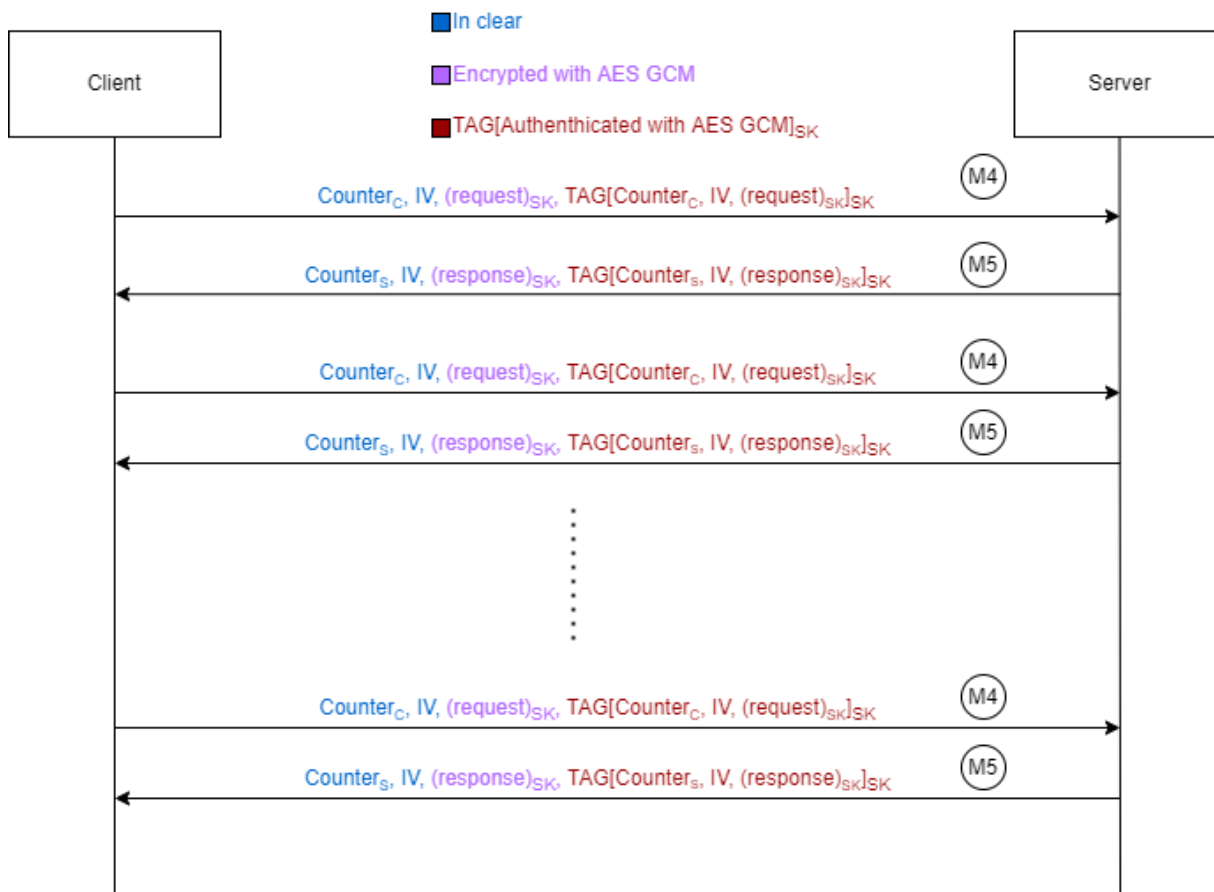 In clear
Client
Encrypted with AES GCM
Server
TAG[Authenthicated with AES GCM]SK
M4
CounterC, IV, (request)SK, TAG[CounterC, IV, (request)SK]SK
M5
CounterS, IV, (response)SK, TAG[CounterS, IV, (response)SK]SK
M4
CounterC, IV, (request)SK, TAG[CounterC, IV, (request)SK]SK
M5
CounterS, IV, (response)SK, TAG[CounterS, IV, (response)SK]SK
M4
CounterC, IV, (request)SK, TAG[CounterC, IV, (request)SK]SK
M5
CounterS, IV, (response)SK, TAG[CounterS, IV, (response)SK]SK